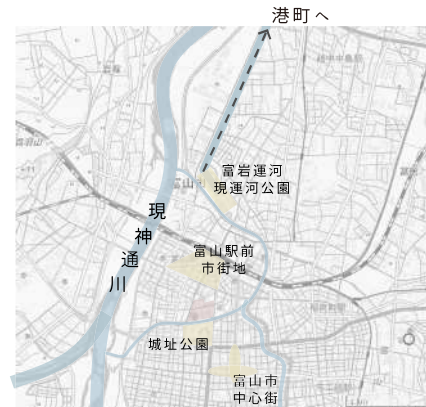 港町へ
富岩運河
現運河公園
現神通川
富山駅前
市街地
城址公園
富山市
中心街